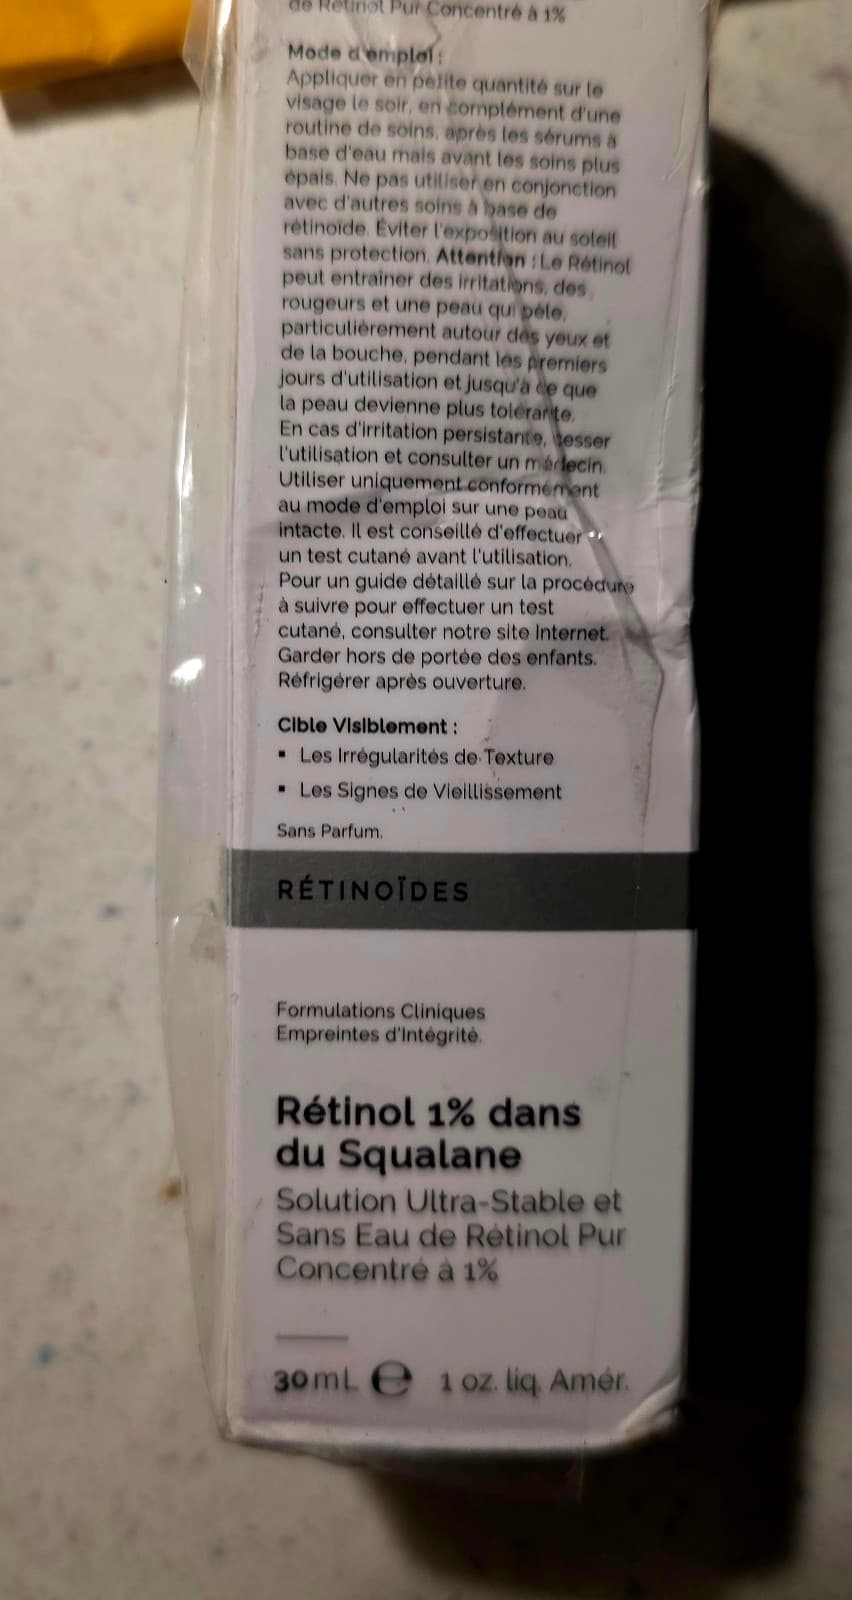 de Rétinol Pur Concentré à 1%
Mode d'emploi :
Appliquer en petite quantité sur le
visage le soir, en complément d'une
routine de soins, après les sérums à
base d'eau mais avant les soins plus
épais. Ne pas utiliser en conjonction
avec d'autres soins à base de
rétinoïde. Éviter l'exposition au soleil
sans protection. Attention : Le Rétinol
peut entraîner des irritations, des
rougeurs et une peau qui pèle,
particulièrement autour des yeux et
de la bouche, pendant les premiers
jours d'utilisation et jusqu'à ce que
la peau devienne plus tolérante.
En cas d'irritation persistante, cesser
l'utilisation et consulter un médecin.
Utiliser uniquement conformément
au mode d'emploi sur une peau
intacte. Il est conseillé d'effectuer
un test cutané avant l'utilisation.
Pour un guide détaillé sur la procédure
à suivre pour effectuer un test
cutané, consulter notre site Internet.
Garder hors de portée des enfants.
Réfrigérer après ouverture.
Cible Visiblement :
▪ Les Irrégularités de Texture
▪ Les Signes de Vieillissement
Sans Parfum.
RÉTINOÏDES
Formulations Cliniques
Empreintes d'Intégrité.
Rétinol 1% dans
du Squalane
Solution Ultra-Stable et
Sans Eau de Rétinol Pur
Concentré à 1%
30 mL ℮ 1 oz. liq. Amér.